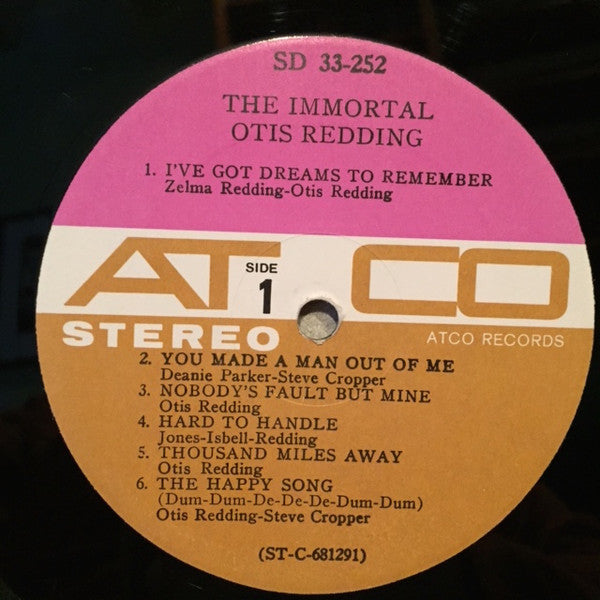 SD 33-252
THE IMMORTAL
OTIS REDDING
1. I'VE GOT DREAMS TO REMEMBER
Zelma Redding-Otis Redding
ATCO
SIDE
1
STEREO
ATCO RECORDS
2. YOU MADE A MAN OUT OF ME
Deanie Parker-Steve Cropper
3. NOBODY'S FAULT BUT MINE
Otis Redding
4. HARD TO HANDLE
Jones-Isbell-Redding
5. THOUSAND MILES AWAY
Otis Redding
6. THE HAPPY SONG
(Dum-Dum-De-De-De-Dum-Dum)
Otis Redding-Steve Cropper
(ST-C-681291)